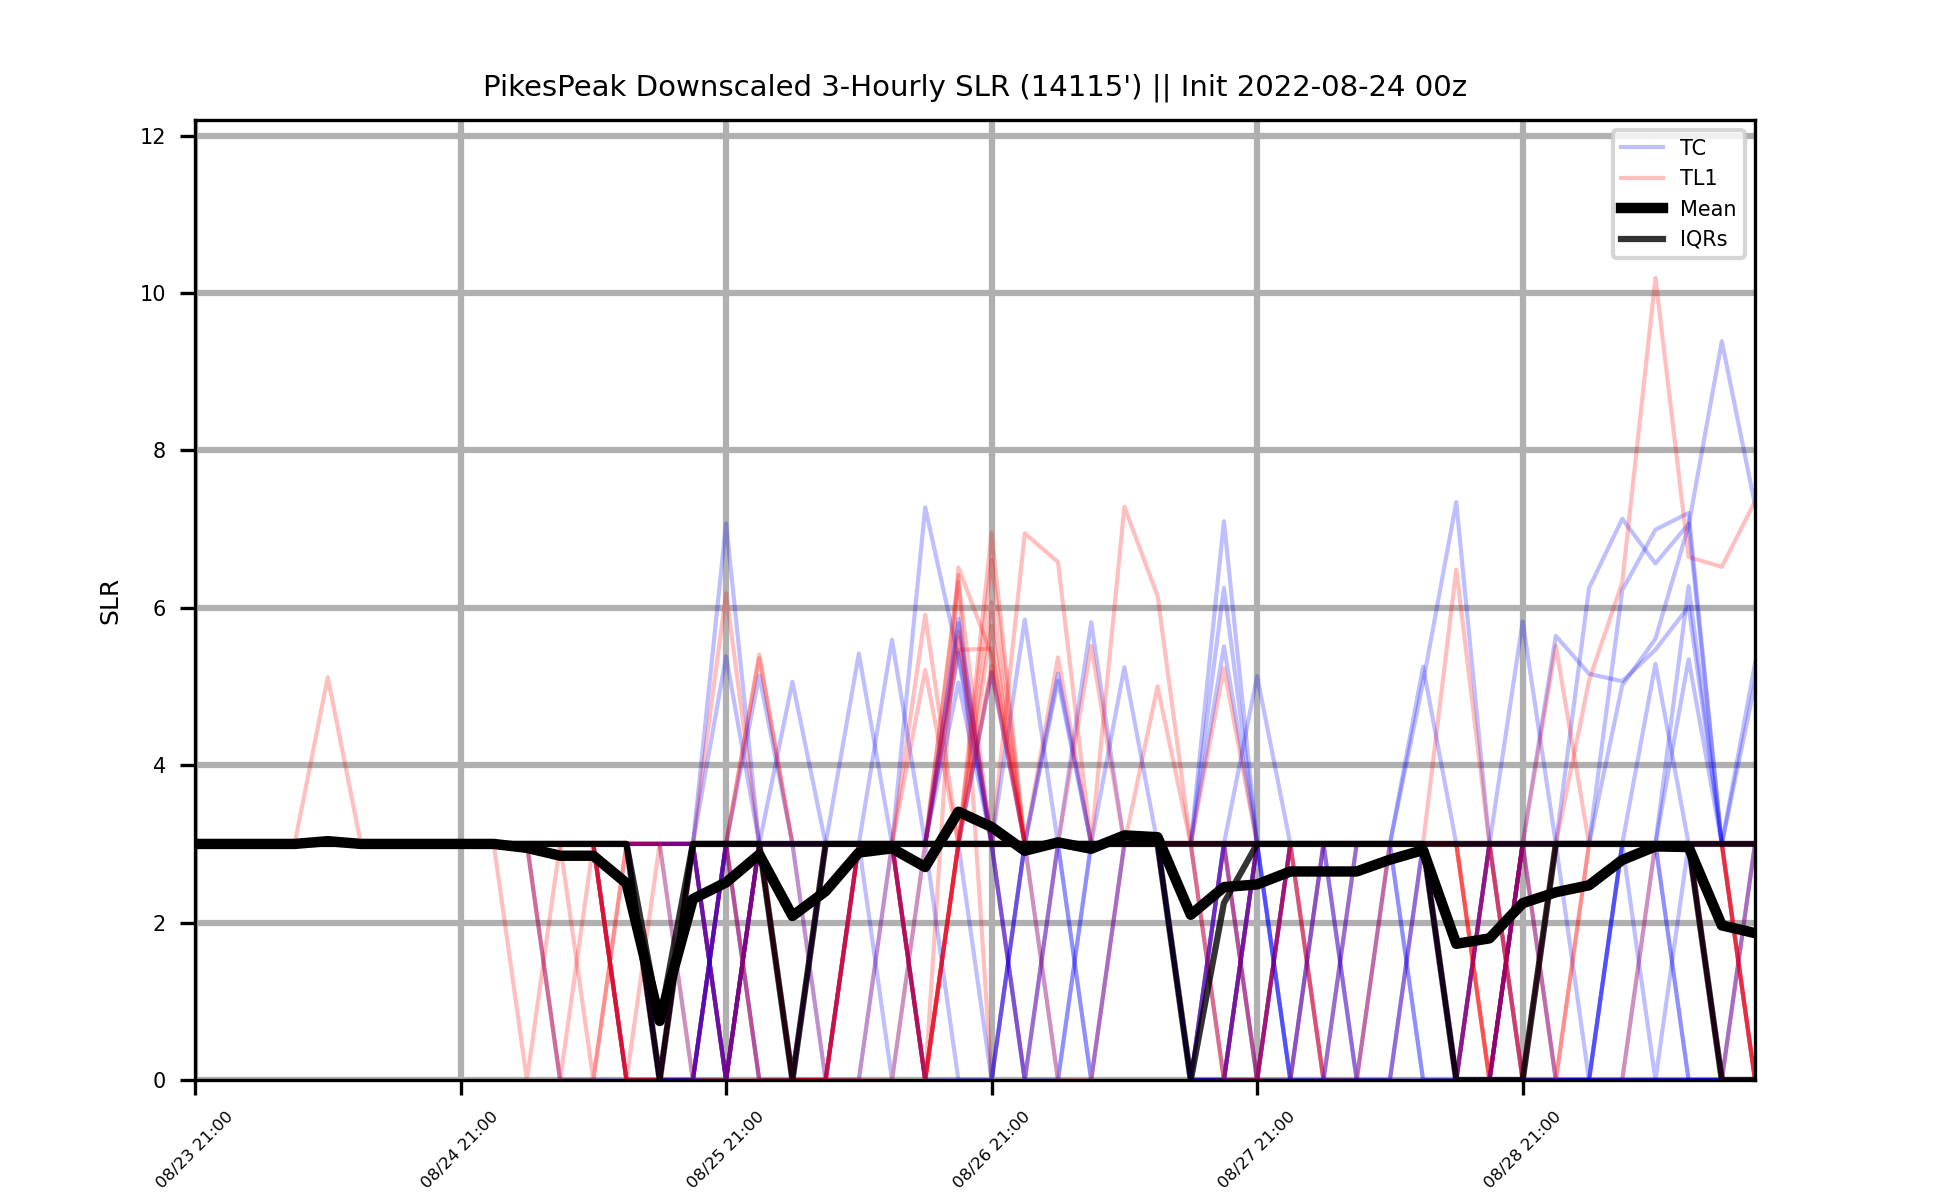 PikesPeak Downscaled 3-Hourly SLR (14115') || Init 2022-08-24 00z
12
10
8
6
4
2
0
SLR
TC
TL1
Mean
IQRs
08/23 21:00
08/24 21:00
08/25 21:00
08/26 21:00
08/27 21:00
08/28 21:00